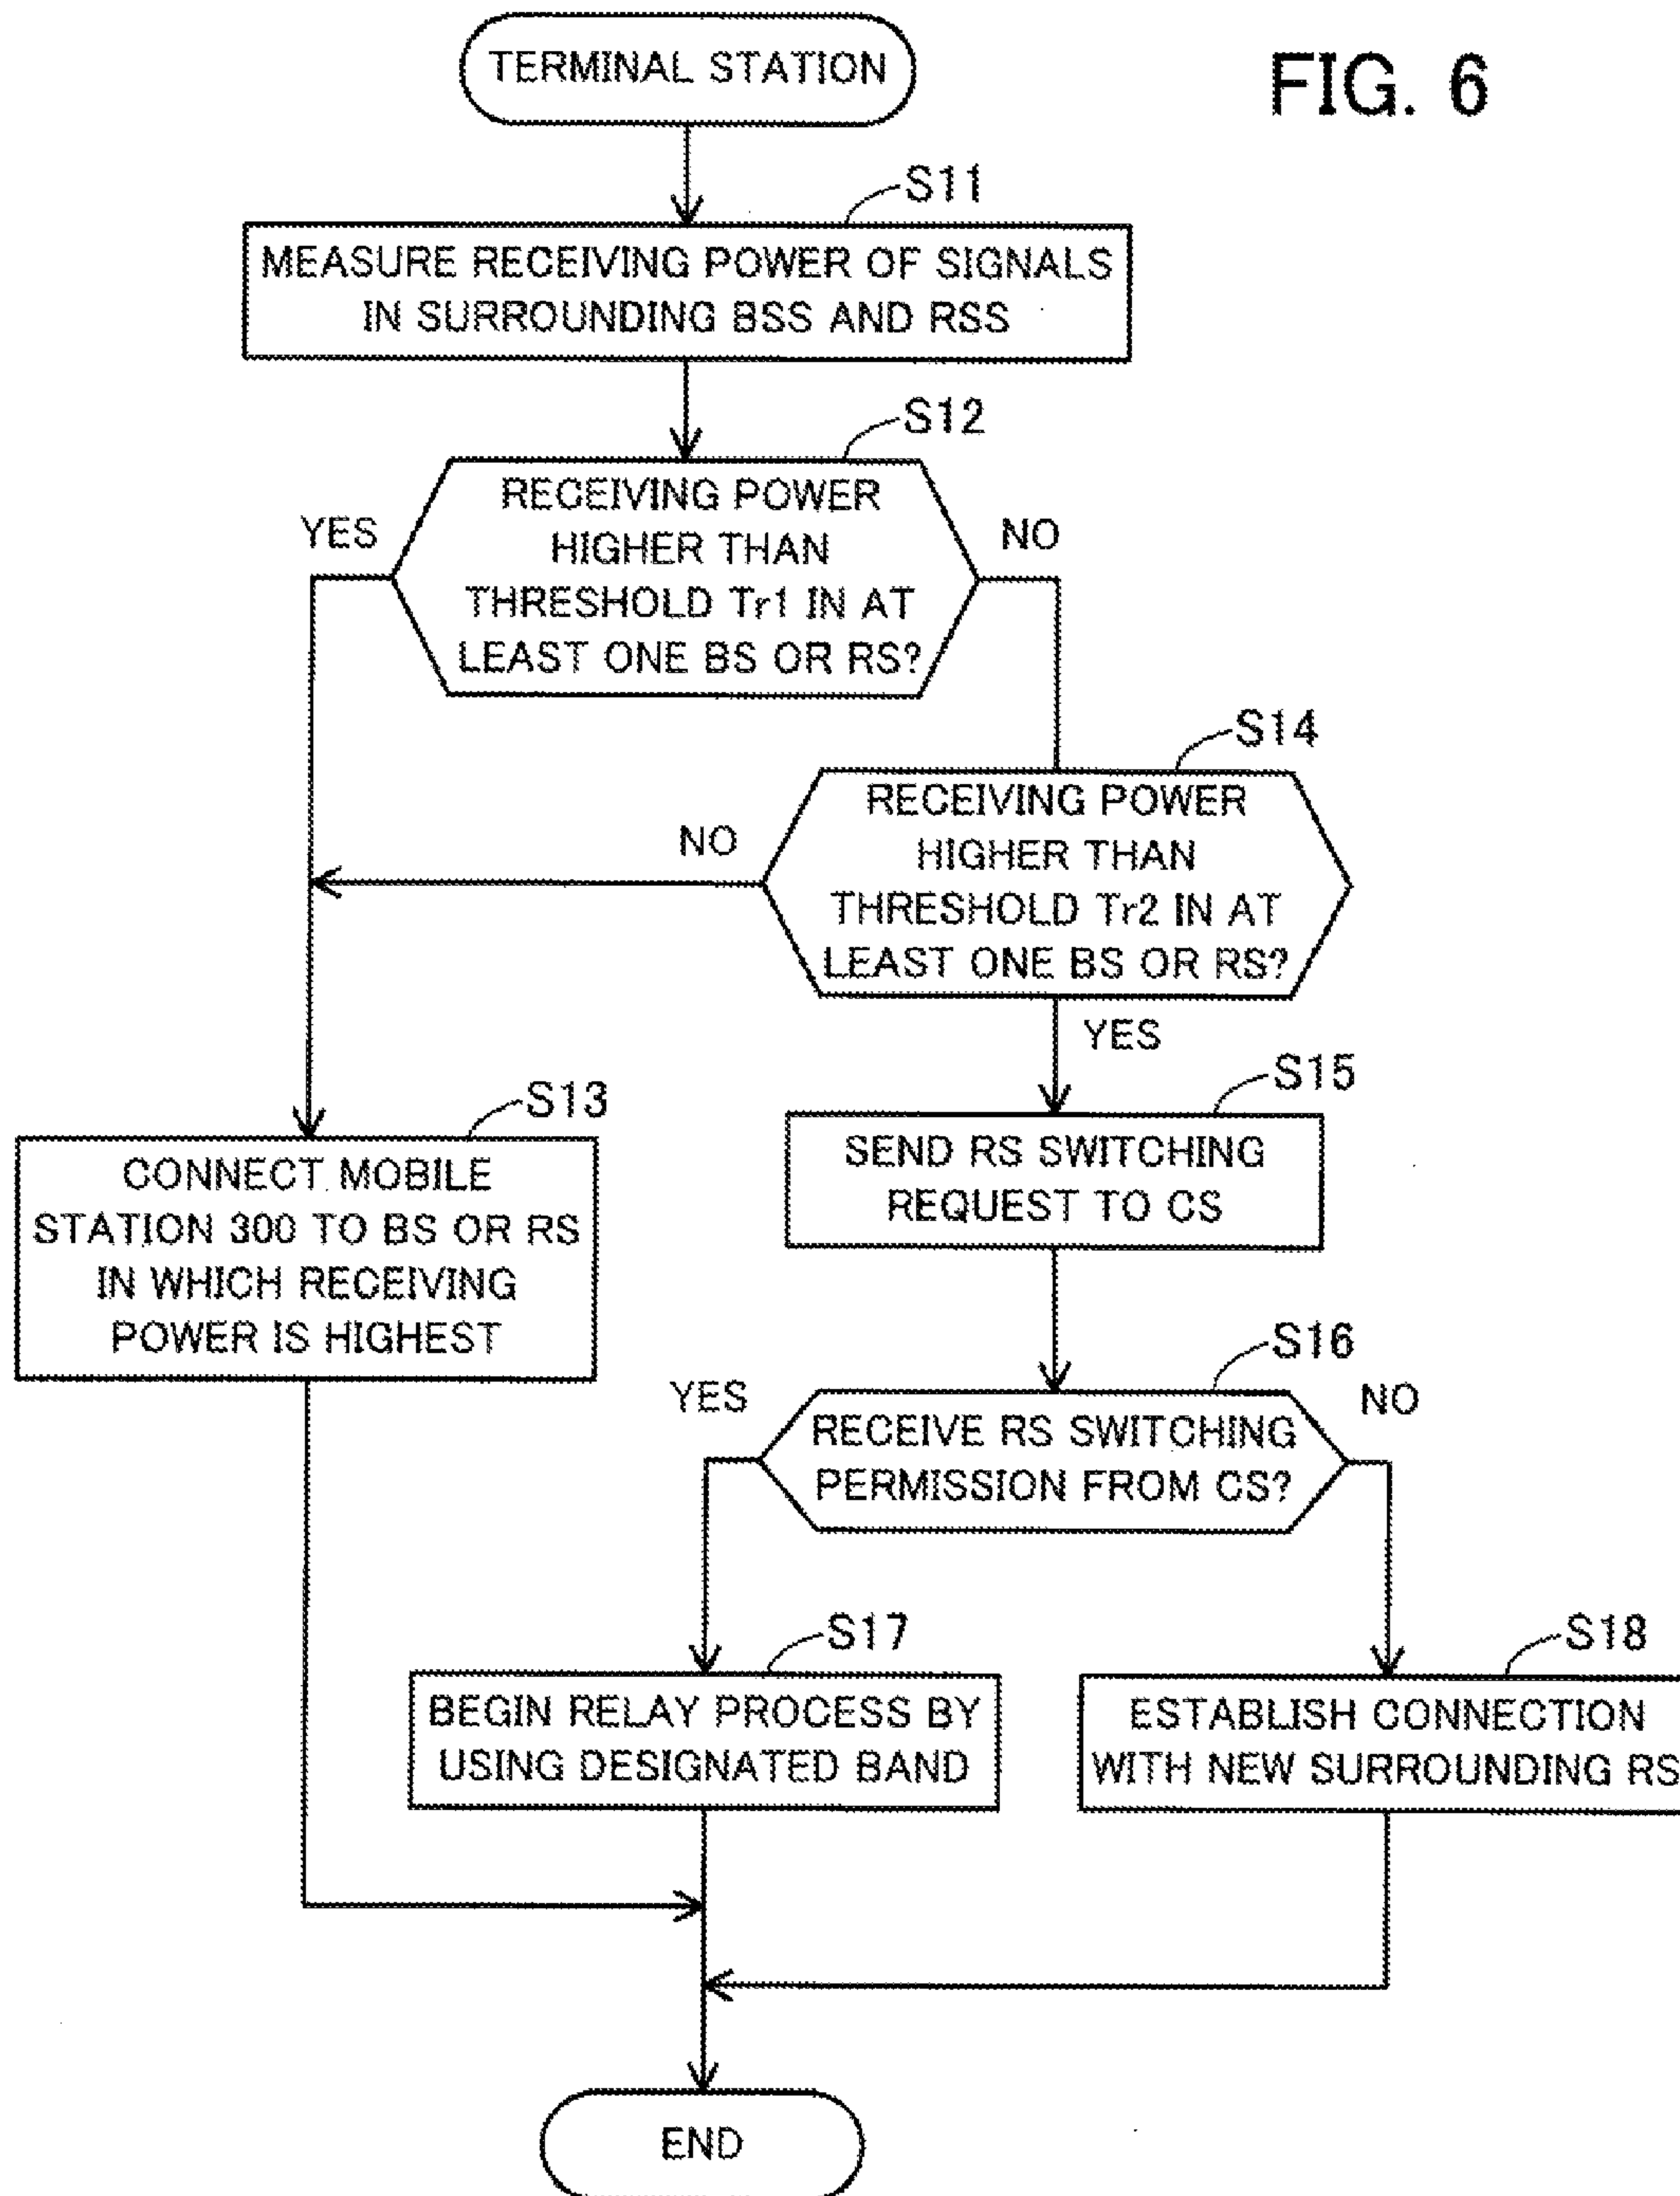 TERMINAL STATION
FIG. 6
S11
MEASURE RECEIVING POWER OF SIGNALS
IN SURROUNDING BSS AND RSS
S12
RECEIVING POWER
HIGHER THAN
THRESHOLD Tr1 IN AT
LEAST ONE BS OR RS?
YES
NO
S14
RECEIVING POWER
HIGHER THAN
THRESHOLD Tr2 IN AT
LEAST ONE BS OR RS?
NO
YES
S13
CONNECT MOBILE
STATION 300 TO BS OR RS
IN WHICH RECEIVING
POWER IS HIGHEST
S15
SEND RS SWITCHING
REQUEST TO CS
S16
RECEIVE RS SWITCHING
PERMISSION FROM CS?
YES
NO
S17
BEGIN RELAY PROCESS BY
USING DESIGNATED BAND
S18
ESTABLISH CONNECTION
WITH NEW SURROUNDING RS
END